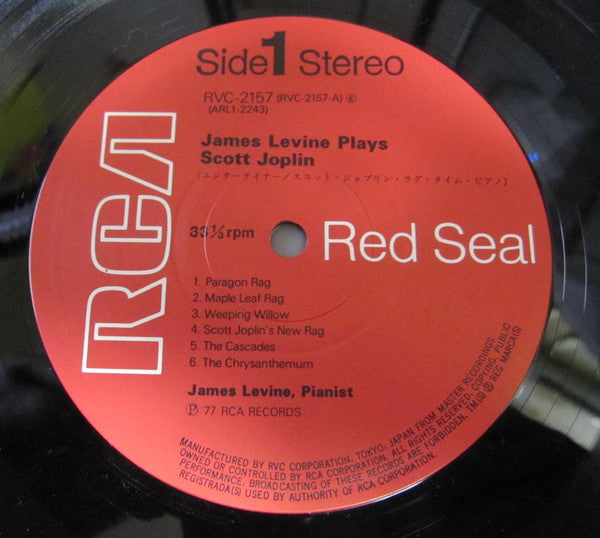 Side 1 Stereo
RVC-2157 (RVC-2157-A) Ⓔ
(ARL1-2243)
James Levine Plays
Scott Joplin
(エンターテイナー/スコット・ジョプリン・ラグ・タイム・ピアノ)
RCA
33⅓ rpm
Red Seal
1. Paragon Rag
2. Maple Leaf Rag
3. Weeping Willow
4. Scott Joplin's New Rag
5. The Cascades
6. The Chrysanthemum
James Levine, Pianist
Ⓟ '77 RCA RECORDS
MANUFACTURED BY RVC CORPORATION, TOKYO, JAPAN, FROM MASTER RECORDINGS
OWNED OR CONTROLLED BY RCA CORPORATION. ALL RIGHTS RESERVED. COPYING, PUBLIC
PERFORMANCE, BROADCASTING OF THESE RECORDS ARE FORBIDDEN. TM(S) ® REG MARCA(S)
REGISTRADA(S) USED BY AUTHORITY OF RCA CORPORATION.